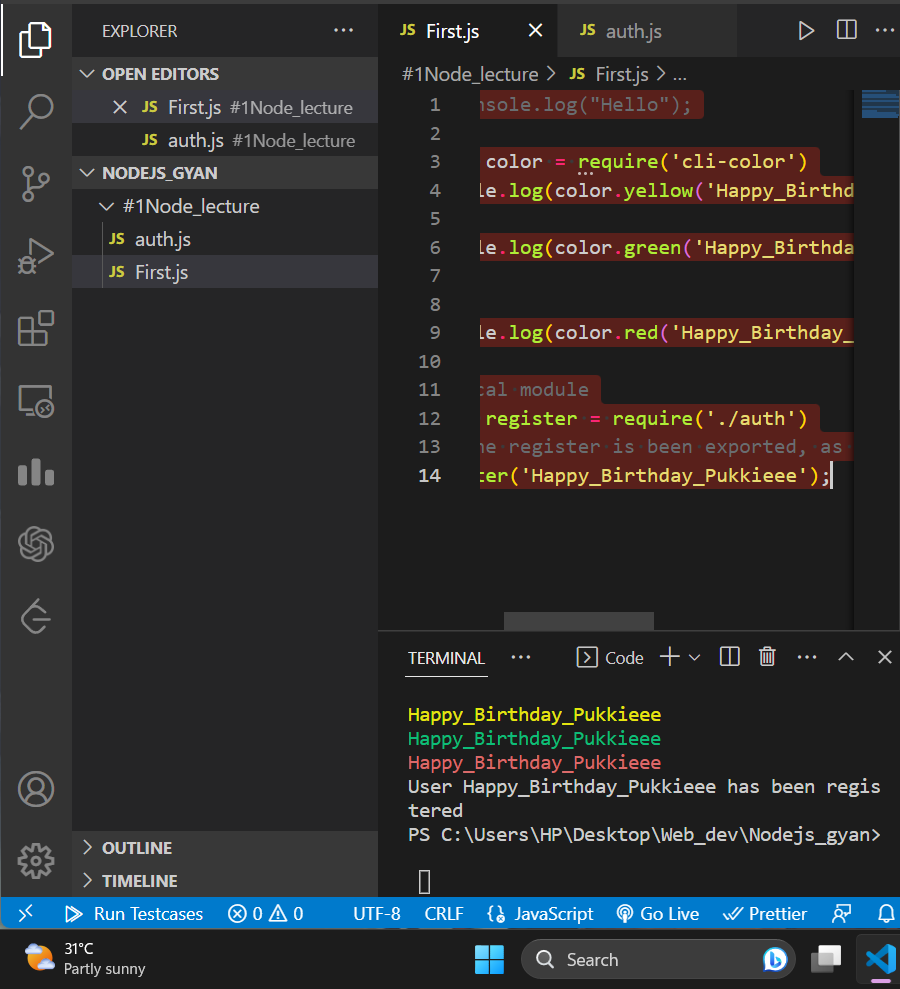 EXPLORER
OPEN EDITORS
JS First.js #1Node_lecture
JS auth.js #1Node_lecture
NODEJS_GYAN
#1Node_lecture
JS auth.js
JS First.js
OUTLINE
TIMELINE
JS First.js JS auth.js
#1Node_lecture JS First.js ...
1 nsole.log("Hello");
2
3 color = require('cli-color')
4 le.log(color.yellow('Happy_Birthd
5
6 le.log(color.green('Happy_Birthda
7
8
9 le.log(color.red('Happy_Birthday_
10
11 cal module
12 register = require('./auth')
13 he register is been exported, as
14 ter('Happy_Birthday_Pukkieee');
TERMINAL Code
Happy_Birthday_Pukkieee
Happy_Birthday_Pukkieee
Happy_Birthday_Pukkieee
User Happy_Birthday_Pukkieee has been regis
tered
PS C:\Users\HP\Desktop\Web_dev\Nodejs_gyan>
Run Testcases 0 0 UTF-8 CRLF JavaScript Go Live Prettier
31°C
Partly sunny
Search